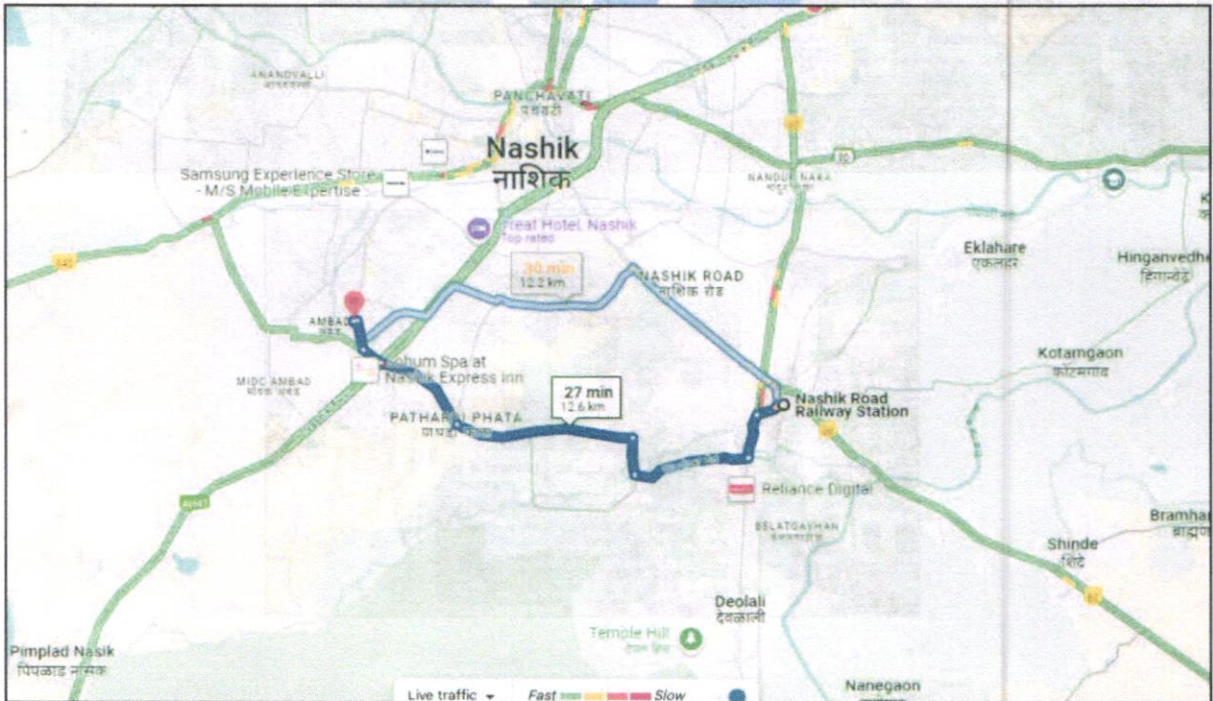 ANANDVALLI
PANCHAVATI
पंचवटी
Nashik
नाशिक
Samsung Experience Store
- M/S Mobile Expertise
Treat Hotel, Nashik
Top rated
NANDUR NAKA
30 min
12.2 km
NASHIK ROAD
नाशिक रोड
Eklahare
एकलहरे
Hinganvedhe
हिंगणवेढे
AMBAD
अंबड
Sohum Spa at
Nashik Express Inn
MIDC AMBAD
Kotamgaon
कोटमगाव
27 min
12.6 km
PATHARDI PHATA
Nashik Road
Railway Station
Reliance Digital
BELATGAVHAN
Shinde
शिंदे
Deolali
देवळाली
Temple Hill
Pimplad Nasik
पिंपळाड नासिक
Nanegaon
Live traffic
Fast
Slow